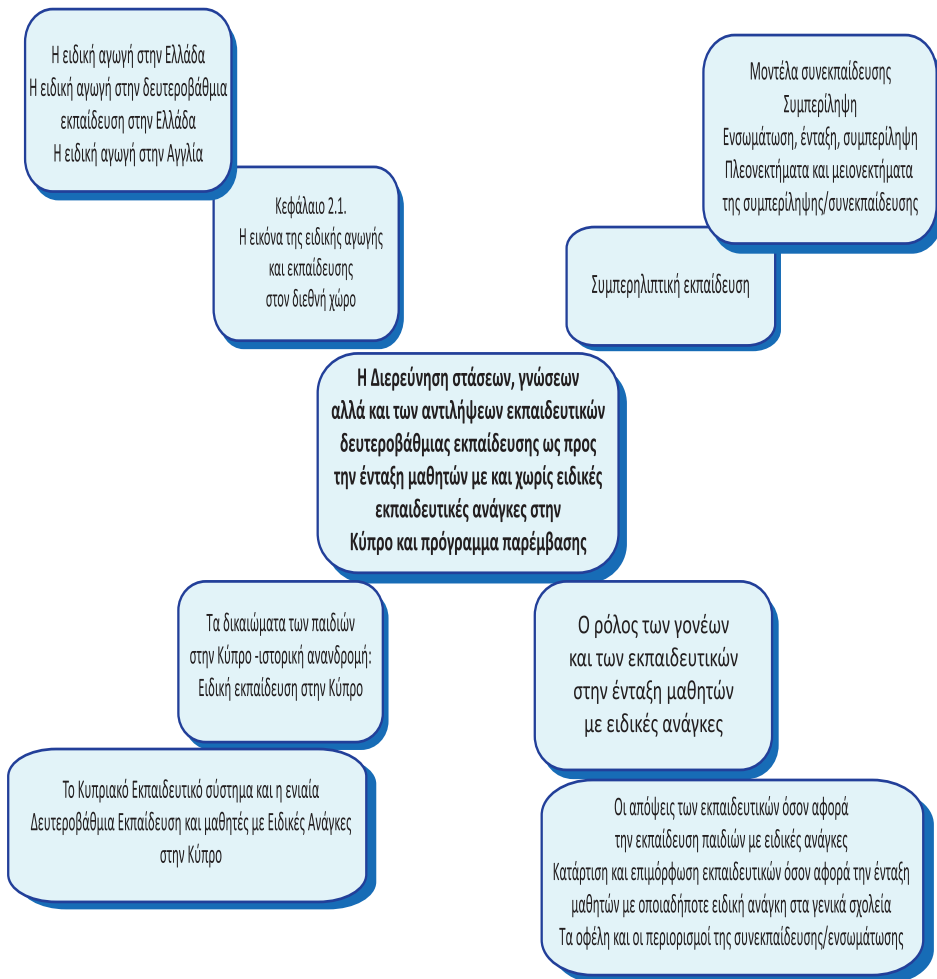 Η ειδική αγωγή στην Ελλάδα
Η ειδική αγωγή στην δευτεροβάθμια
εκπαίδευση στην Ελλάδα
Η ειδική αγωγή στην Αγγλία
Κεφάλαιο 2.1.
Η εικόνα της ειδικής αγωγής
και εκπαίδευσης
στον διεθνή χώρο
Μοντέλα συνεκπαίδευσης
Συμπερίληψη
Ενσωμάτωση, ένταξη, συμπερίληψη
Πλεονεκτήματα και μειονεκτήματα
της συμπερίληψης/συνεκπαίδευσης
Συμπερηλιπτική εκπαίδευση
Η Διερεύνηση στάσεων, γνώσεων
αλλά και των αντιλήψεων εκπαιδευτικών
δευτεροβάθμιας εκπαίδευσης ως προς
την ένταξη μαθητών με και χωρίς ειδικές
εκπαιδευτικές ανάγκες στην
Κύπρο και πρόγραμμα παρέμβασης
Τα δικαιώματα των παιδιών
στην Κύπρο -ιστορική ανανδρομή:
Ειδική εκπαίδευση στην Κύπρο
Το Κυπριακό Εκπαιδευτικό σύστημα και η ενιαία
Δευτεροβάθμια Εκπαίδευση και μαθητές με Ειδικές Ανάγκες
στην Κύπρο
Ο ρόλος των γονέων
και των εκπαιδευτικών
στην ένταξη μαθητών
με ειδικές ανάγκες
Οι απόψεις των εκπαιδευτικών όσον αφορά
την εκπαίδευση παιδιών με ειδικές ανάγκες
Κατάρτιση και επιμόρφωση εκπαιδευτικών όσον αφορά την ένταξη
μαθητών με οποιαδήποτε ειδική ανάγκη στα γενικά σχολεία
Τα οφέλη και οι περιορισμοί της συνεκπαίδευσης/ενσωμάτωσης